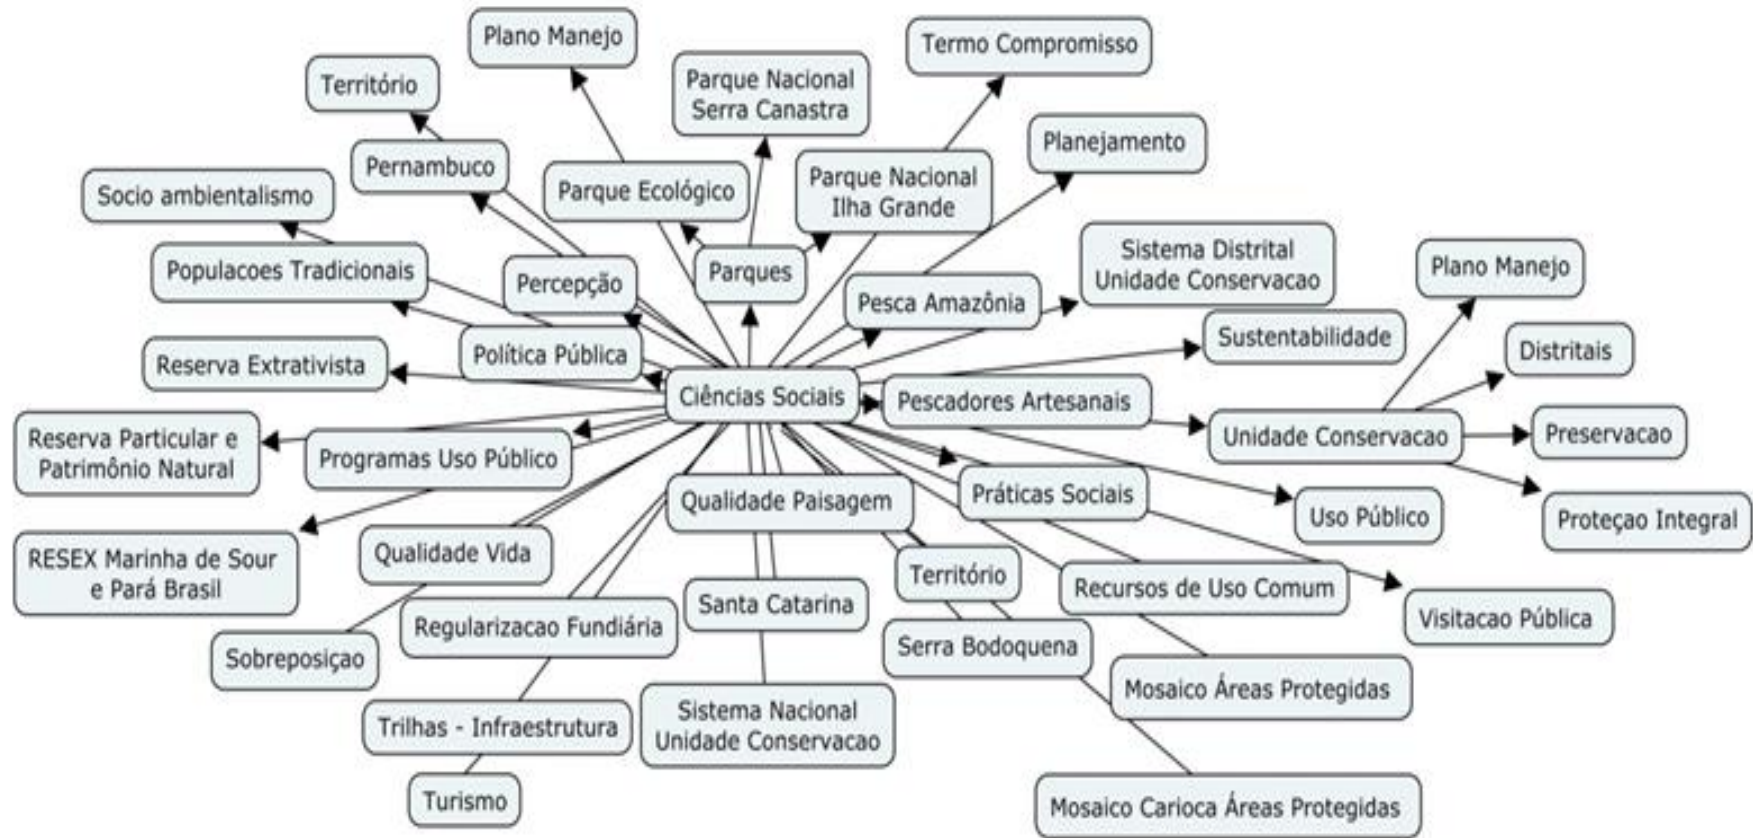 Plano Manejo
Termo Compromisso
Parque Nacional
Serra Canastra
Território
Planejamento
Pernambuco
Parque Ecológico
Parque Nacional
Ilha Grande
Socio ambientalismo
Sistema Distrital
Unidade Conservacao
Plano Manejo
Populacoes Tradicionais
Percepção
Parques
Pesca Amazônia
Sustentabilidade
Distritais
Reserva Extrativista
Política Pública
Ciências Sociais
Pescadores Artesanais
Unidade Conservacao
Preservacao
Reserva Particular e
Patrimônio Natural
Programas Uso Público
Qualidade Paisagem
Práticas Sociais
Uso Público
Proteçao Integral
RESEX Marinha de Sour
e Pará Brasil
Qualidade Vida
Território
Recursos de Uso Comum
Visitacao Pública
Santa Catarina
Regularizacao Fundiária
Serra Bodoquena
Sobreposiçao
Mosaico Áreas Protegidas
Trilhas - Infraestrutura
Sistema Nacional
Unidade Conservacao
Turismo
Mosaico Carioca Áreas Protegidas